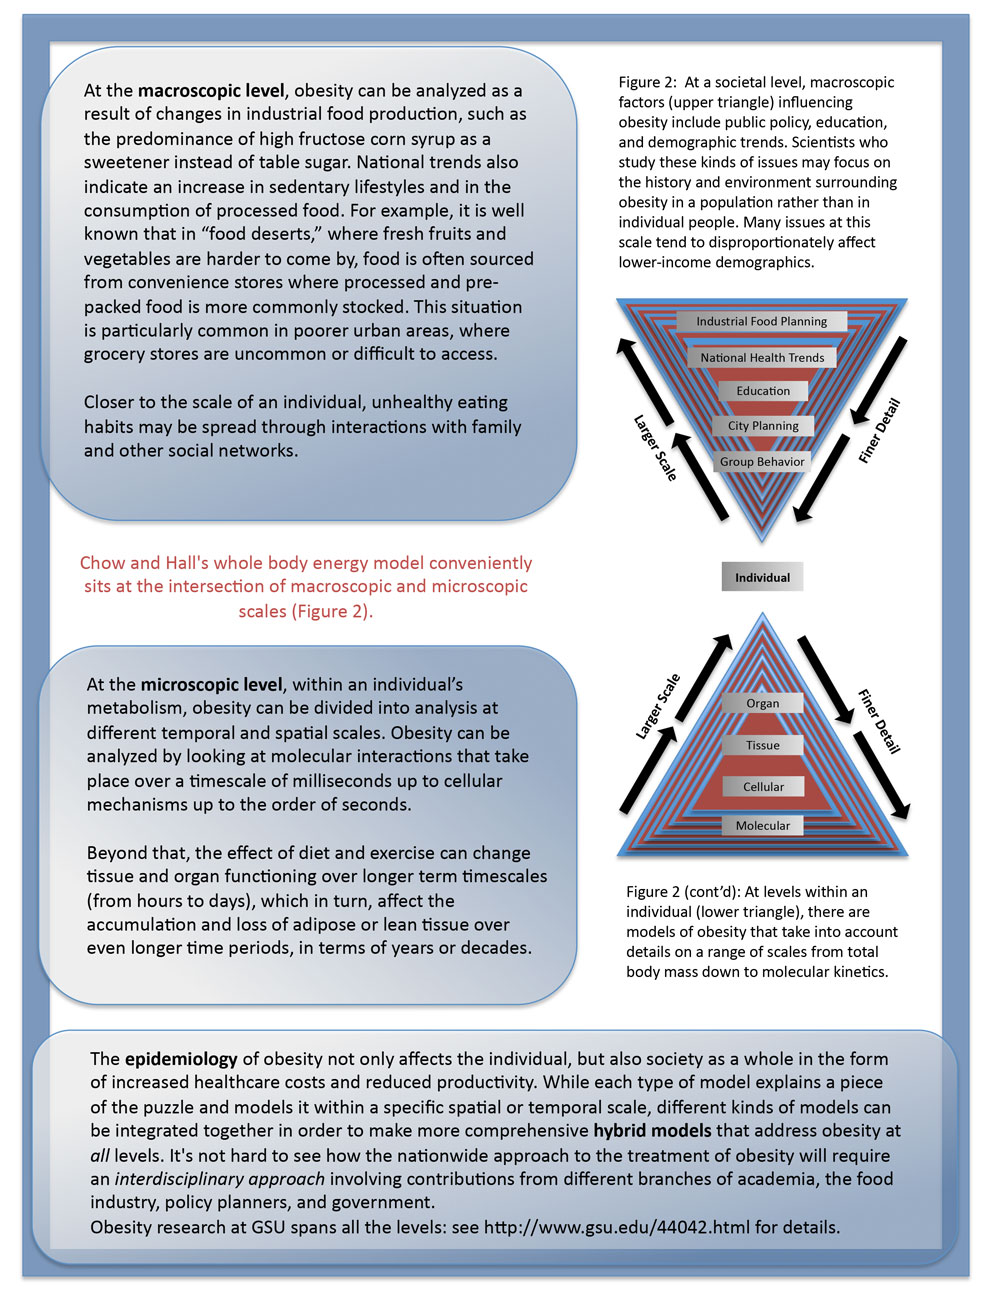 At the macroscopic level, obesity can be analyzed as a
result of changes in industrial food production, such as
the predominance of high fructose corn syrup as a
sweetener instead of table sugar. National trends also
indicate an increase in sedentary lifestyles and in the
consumption of processed food. For example, it is well
known that in “food deserts,” where fresh fruits and
vegetables are harder to come by, food is often sourced
from convenience stores where processed and pre-
packed food is more commonly stocked. This situation
is particularly common in poorer urban areas, where
grocery stores are uncommon or difficult to access.
Closer to the scale of an individual, unhealthy eating
habits may be spread through interactions with family
and other social networks.
Chow and Hall's whole body energy model conveniently
sits at the intersection of macroscopic and microscopic
scales (Figure 2).
At the microscopic level, within an individual’s
metabolism, obesity can be divided into analysis at
different temporal and spatial scales. Obesity can be
analyzed by looking at molecular interactions that take
place over a timescale of milliseconds up to cellular
mechanisms up to the order of seconds.
Beyond that, the effect of diet and exercise can change
tissue and organ functioning over longer term timescales
(from hours to days), which in turn, affect the
accumulation and loss of adipose or lean tissue over
even longer time periods, in terms of years or decades.
Figure 2:  At a societal level, macroscopic
factors (upper triangle) influencing
obesity include public policy, education,
and demographic trends. Scientists who
study these kinds of issues may focus on
the history and environment surrounding
obesity in a population rather than in
individual people. Many issues at this
scale tend to disproportionately affect
lower-income demographics.
Industrial Food Planning
National Health Trends
Education
City Planning
Group Behavior
Larger Scale
Finer Detail
Individual
Organ
Tissue
Cellular
Molecular
Larger Scale
Finer Detail
Figure 2 (cont’d): At levels within an
individual (lower triangle), there are
models of obesity that take into account
details on a range of scales from total
body mass down to molecular kinetics.
The epidemiology of obesity not only affects the individual, but also society as a whole in the form
of increased healthcare costs and reduced productivity. While each type of model explains a piece
of the puzzle and models it within a specific spatial or temporal scale, different kinds of models can
be integrated together in order to make more comprehensive hybrid models that address obesity at
all levels. It's not hard to see how the nationwide approach to the treatment of obesity will require
an interdisciplinary approach involving contributions from different branches of academia, the food
industry, policy planners, and government.
Obesity research at GSU spans all the levels: see http://www.gsu.edu/44042.html for details.